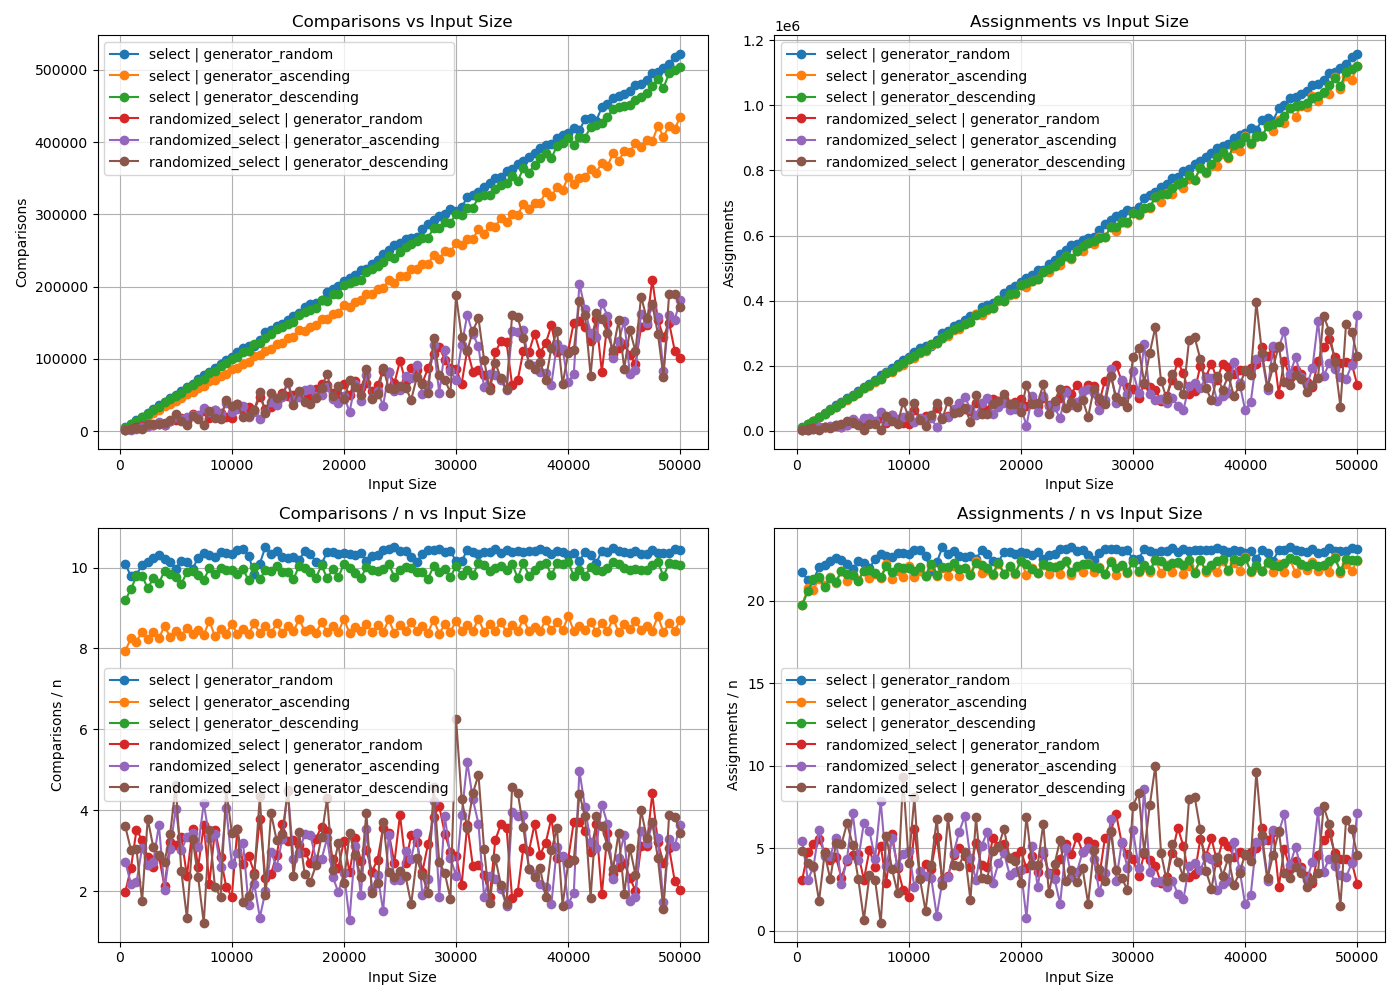 Comparisons vs Input Size
select | generator_random
select | generator_ascending
select | generator_descending
randomized_select | generator_random
randomized_select | generator_ascending
randomized_select | generator_descending
500000
400000
300000
200000
100000
0
Comparisons
0 10000 20000 30000 40000 50000
Input Size
Assignments vs Input Size
1e6
select | generator_random
select | generator_ascending
select | generator_descending
randomized_select | generator_random
randomized_select | generator_ascending
randomized_select | generator_descending
1.2
1.0
0.8
0.6
0.4
0.2
0.0
Assignments
0 10000 20000 30000 40000 50000
Input Size
Comparisons / n vs Input Size
10
8
6
4
2
Comparisons / n
select | generator_random
select | generator_ascending
select | generator_descending
randomized_select | generator_random
randomized_select | generator_ascending
randomized_select | generator_descending
0 10000 20000 30000 40000 50000
Input Size
Assignments / n vs Input Size
20
15
10
5
0
Assignments / n
select | generator_random
select | generator_ascending
select | generator_descending
randomized_select | generator_random
randomized_select | generator_ascending
randomized_select | generator_descending
0 10000 20000 30000 40000 50000
Input Size